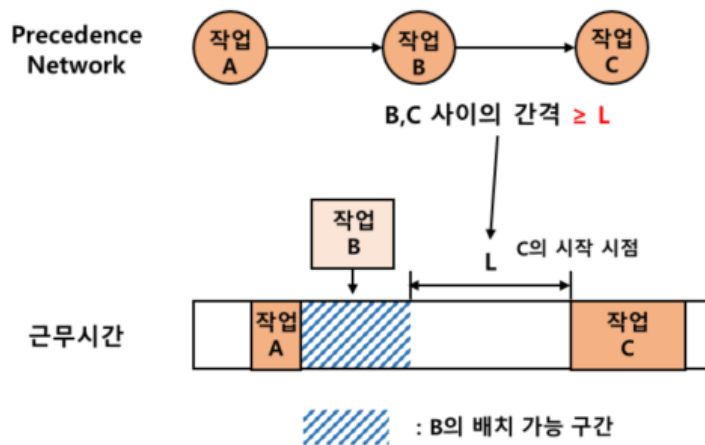 Precedence
Network
작업
A
작업
B
작업
C
B,C 사이의 간격 ≥ L
작업
B
L
C의 시작 시점
근무시간
작업
A
작업
C
: B의 배치 가능 구간